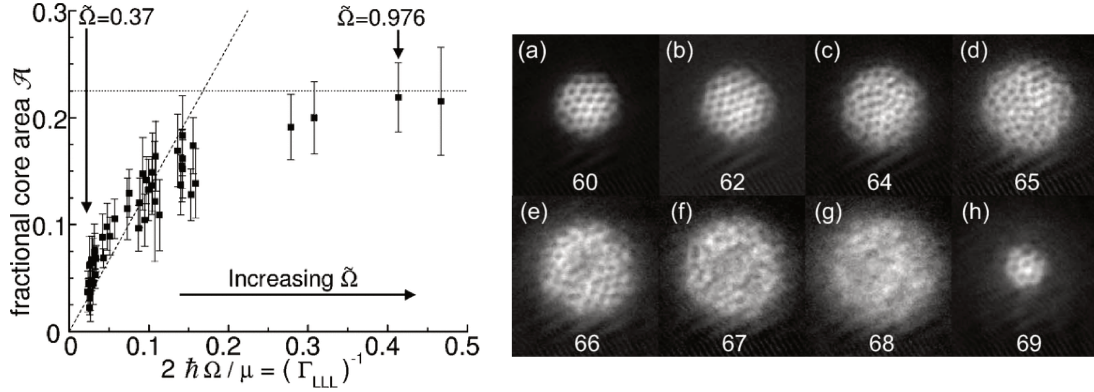 0.3
Ω̃=0.37
Ω̃=0.976
fractional core area 𝒜
0.2
0.1
Increasing Ω̃
0
0 0.1 0.2 0.3 0.4 0.5
2 ħ Ω / μ = ( Γ_LLL )^-1
(a) (b) (c) (d)
60 62 64 65
(e) (f) (g) (h)
66 67 68 69